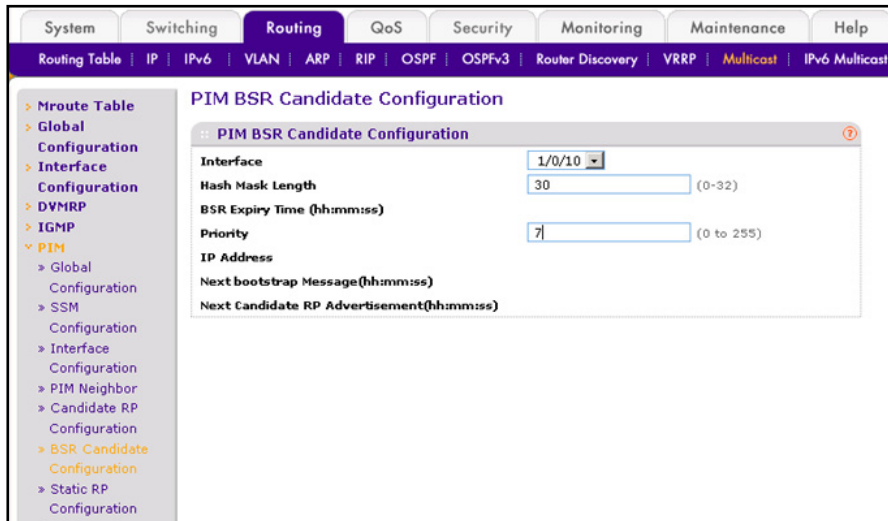 System Switching Routing QoS Security Monitoring Maintenance Help
Routing Table IP IPv6 VLAN ARP RIP OSPF OSPFv3 Router Discovery VRRP Multicast IPv6 Multicast
Mroute Table
Global
Configuration
Interface
Configuration
DVMRP
IGMP
PIM
Global
Configuration
SSM
Configuration
Interface
Configuration
PIM Neighbor
Candidate RP
Configuration
BSR Candidate
Configuration
Static RP
Configuration
PIM BSR Candidate Configuration
PIM BSR Candidate Configuration ?
Interface 1/0/10
Hash Mask Length 30 (0-32)
BSR Expiry Time (hh:mm:ss)
Priority 7 (0 to 255)
IP Address
Next bootstrap Message(hh:mm:ss)
Next Candidate RP Advertisement(hh:mm:ss)